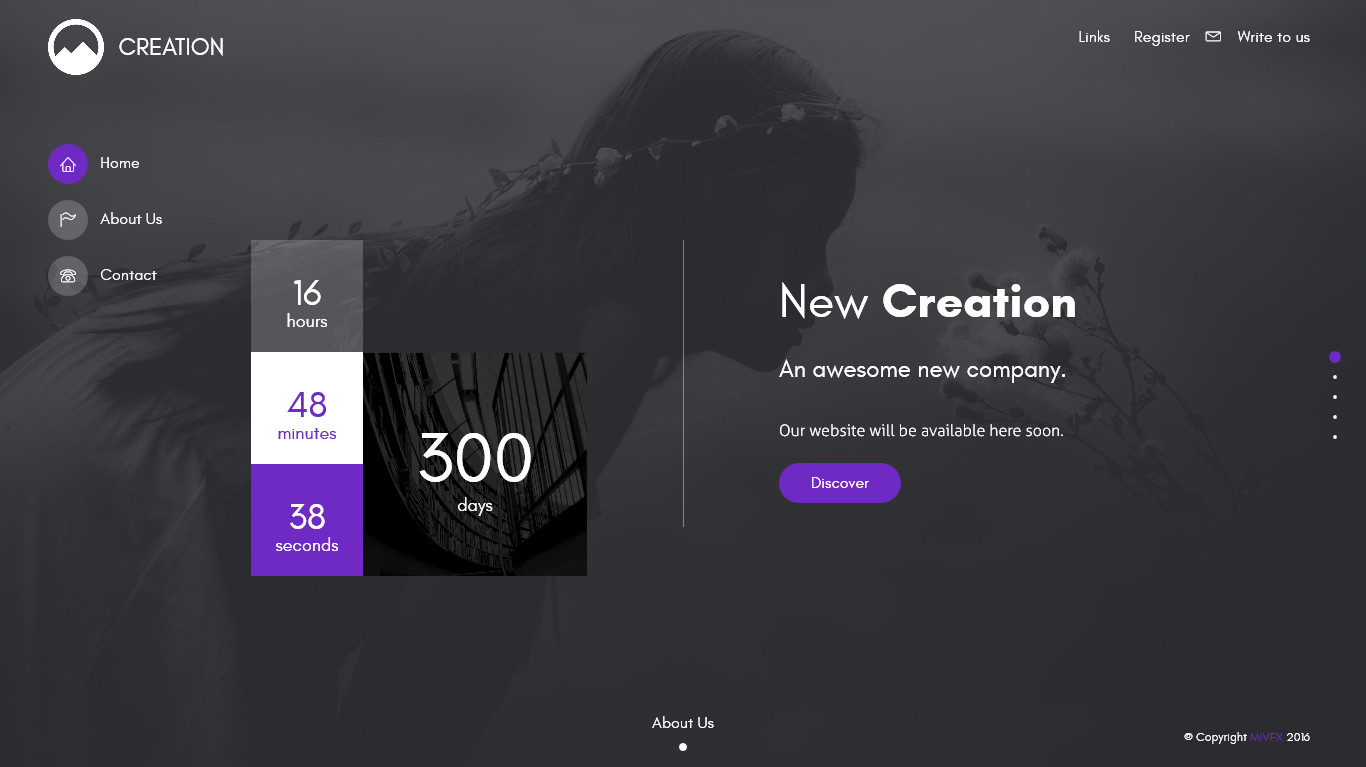 CREATION
Links
Register
Write to us
Home
About Us
Contact
16
hours
48
minutes
38
seconds
300
days
New Creation
An awesome new company.
Our website will be available here soon.
Discover
About Us
© Copyright MIVFX 2016